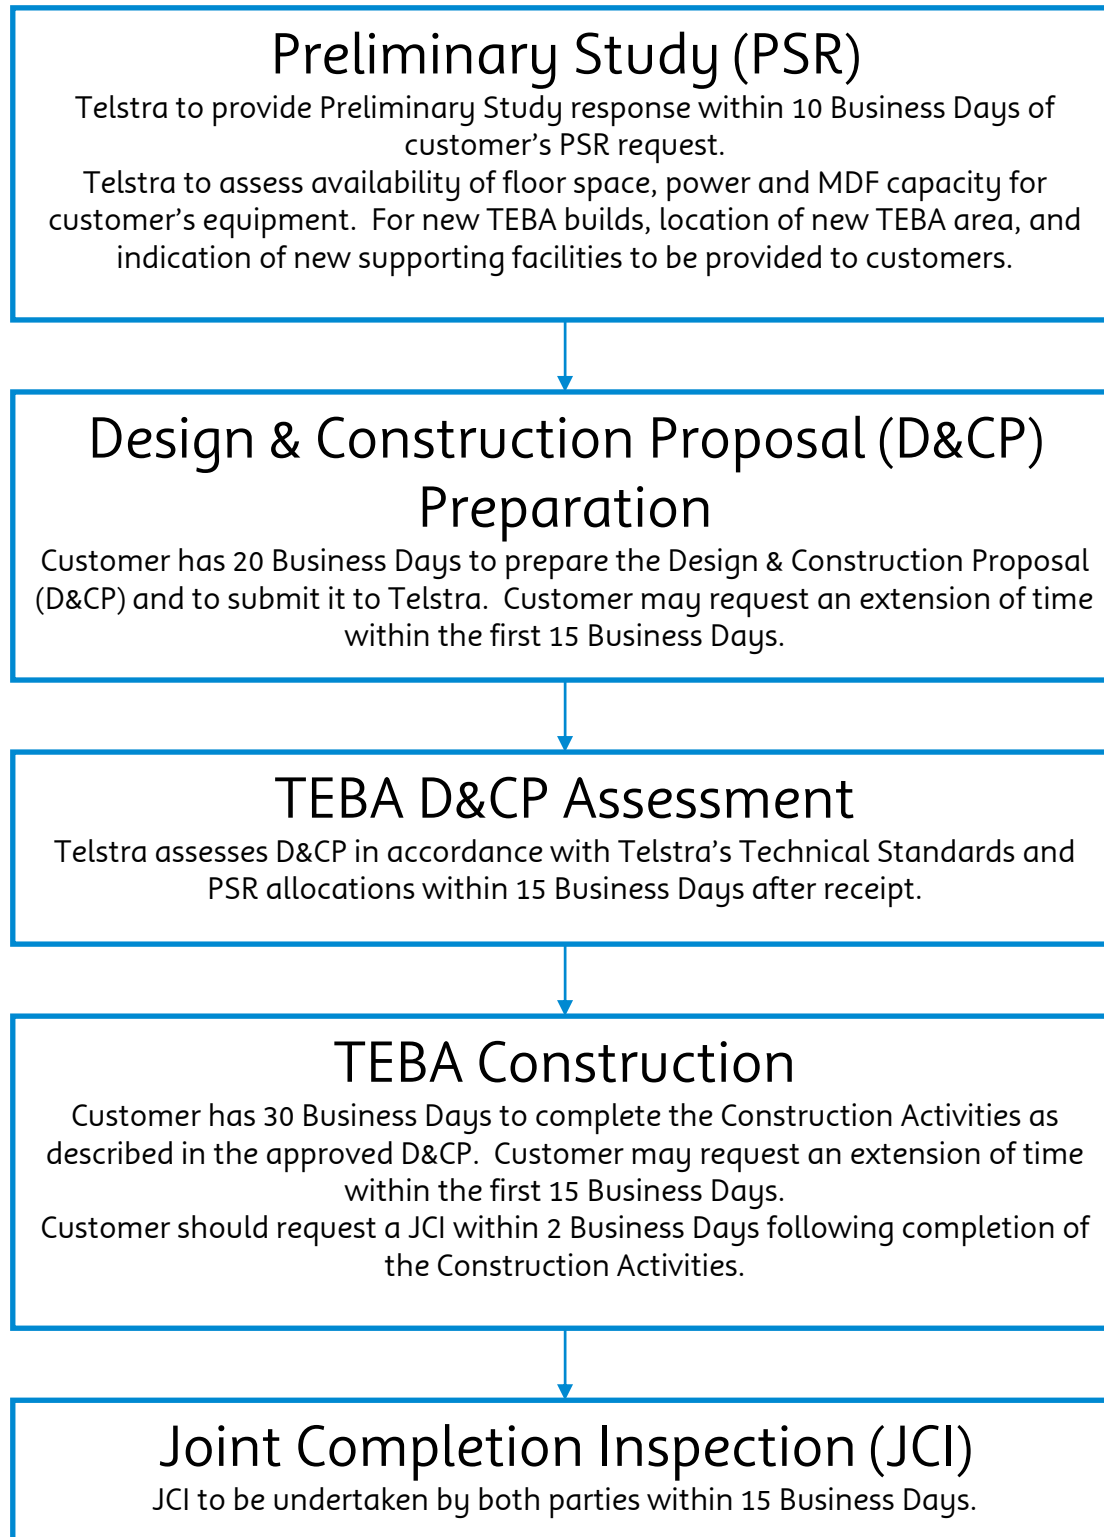 Preliminary Study (PSR)
Telstra to provide Preliminary Study response within 10 Business Days of
customer’s PSR request.
Telstra to assess availability of floor space, power and MDF capacity for
customer’s equipment.  For new TEBA builds, location of new TEBA area, and
indication of new supporting facilities to be provided to customers.
Design & Construction Proposal (D&CP)
Preparation
Customer has 20 Business Days to prepare the Design & Construction Proposal
(D&CP) and to submit it to Telstra.  Customer may request an extension of time
within the first 15 Business Days.
TEBA D&CP Assessment
Telstra assesses D&CP in accordance with Telstra’s Technical Standards and
PSR allocations within 15 Business Days after receipt.
TEBA Construction
Customer has 30 Business Days to complete the Construction Activities as
described in the approved D&CP.  Customer may request an extension of time
within the first 15 Business Days.
Customer should request a JCI within 2 Business Days following completion of
the Construction Activities.
Joint Completion Inspection (JCI)
JCI to be undertaken by both parties within 15 Business Days.